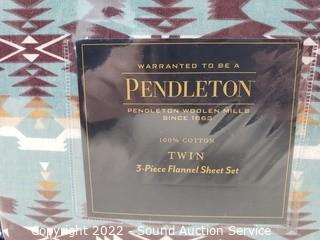 WARRANTED TO BE A
PENDLETON
PENDLETON WOOLEN MILLS
SINCE 1863
100% COTTON
TWIN
3-Piece Flannel Sheet Set
Copyright 2022 - Sound Auction Service